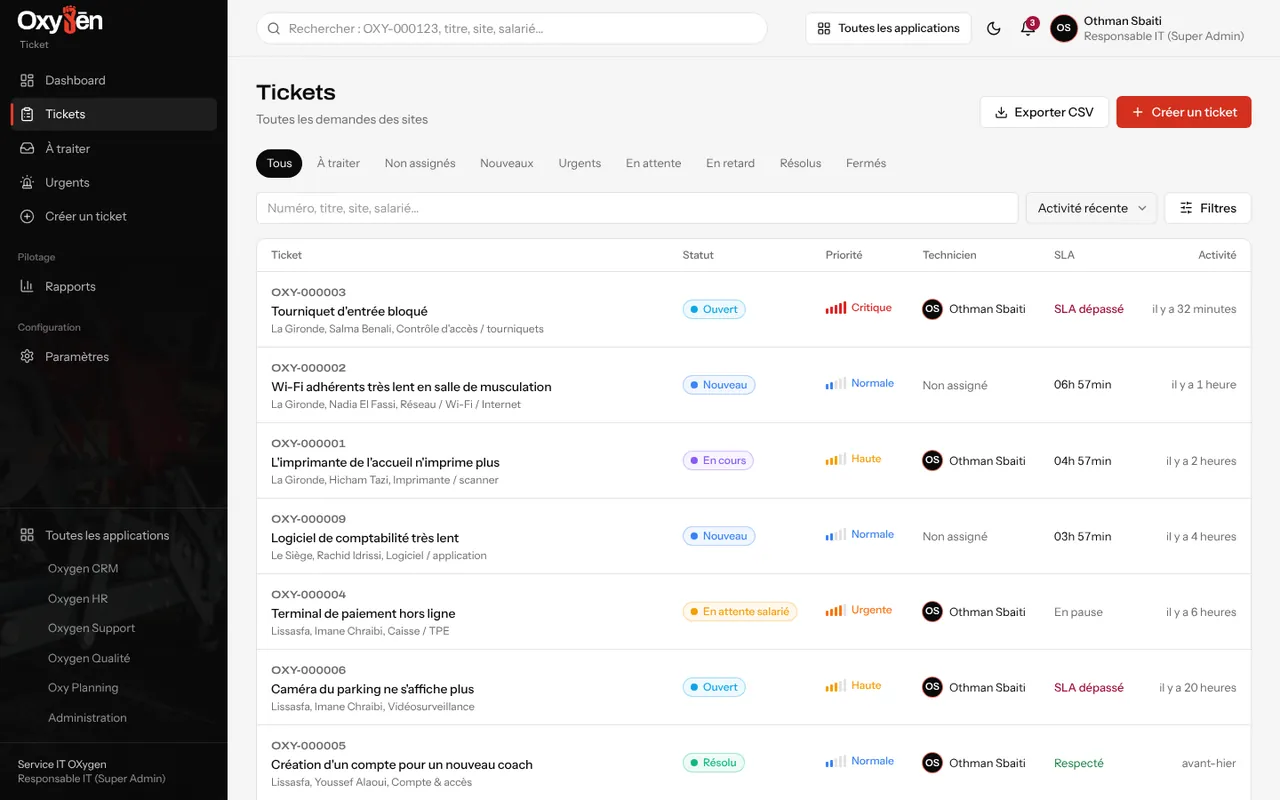 Oxygēn
Ticket
Dashboard
Tickets
À traiter
Urgents
Créer un ticket
Pilotage
Rapports
Configuration
Paramètres
Toutes les applications
Oxygen CRM
Oxygen HR
Oxygen Support
Oxygen Qualité
Oxy Planning
Administration
Service IT OXygen
Responsable IT (Super Admin)
Rechercher : OXY-000123, titre, site, salarié...
Toutes les applications
3
OS
Othman Sbaiti
Responsable IT (Super Admin)
Tickets
Toutes les demandes des sites
Exporter CSV
Créer un ticket
Tous À traiter Non assignés Nouveaux Urgents En attente En retard Résolus Fermés
Numéro, titre, site, salarié...
Activité récente
Filtres
Ticket Statut Priorité Technicien SLA Activité
OXY-000003
Tourniquet d'entrée bloqué
La Gironde, Salma Benali, Contrôle d'accès / tourniquets
Ouvert Critique OS Othman Sbaiti SLA dépassé il y a 32 minutes
OXY-000002
Wi-Fi adhérents très lent en salle de musculation
La Gironde, Nadia El Fassi, Réseau / Wi-Fi / Internet
Nouveau Normale Non assigné 06h 57min il y a 1 heure
OXY-000001
L'imprimante de l'accueil n'imprime plus
La Gironde, Hicham Tazi, Imprimante / scanner
En cours Haute OS Othman Sbaiti 04h 57min il y a 2 heures
OXY-000009
Logiciel de comptabilité très lent
Le Siège, Rachid Idrissi, Logiciel / application
Nouveau Normale Non assigné 03h 57min il y a 4 heures
OXY-000004
Terminal de paiement hors ligne
Lissasfa, Imane Chraibi, Caisse / TPE
En attente salarié Urgente OS Othman Sbaiti En pause il y a 6 heures
OXY-000006
Caméra du parking ne s'affiche plus
Lissasfa, Imane Chraibi, Vidéosurveillance
Ouvert Haute OS Othman Sbaiti SLA dépassé il y a 20 heures
OXY-000005
Création d'un compte pour un nouveau coach
Lissasfa, Youssef Alaoui, Compte & accès
Résolu Normale OS Othman Sbaiti Respecté avant-hier